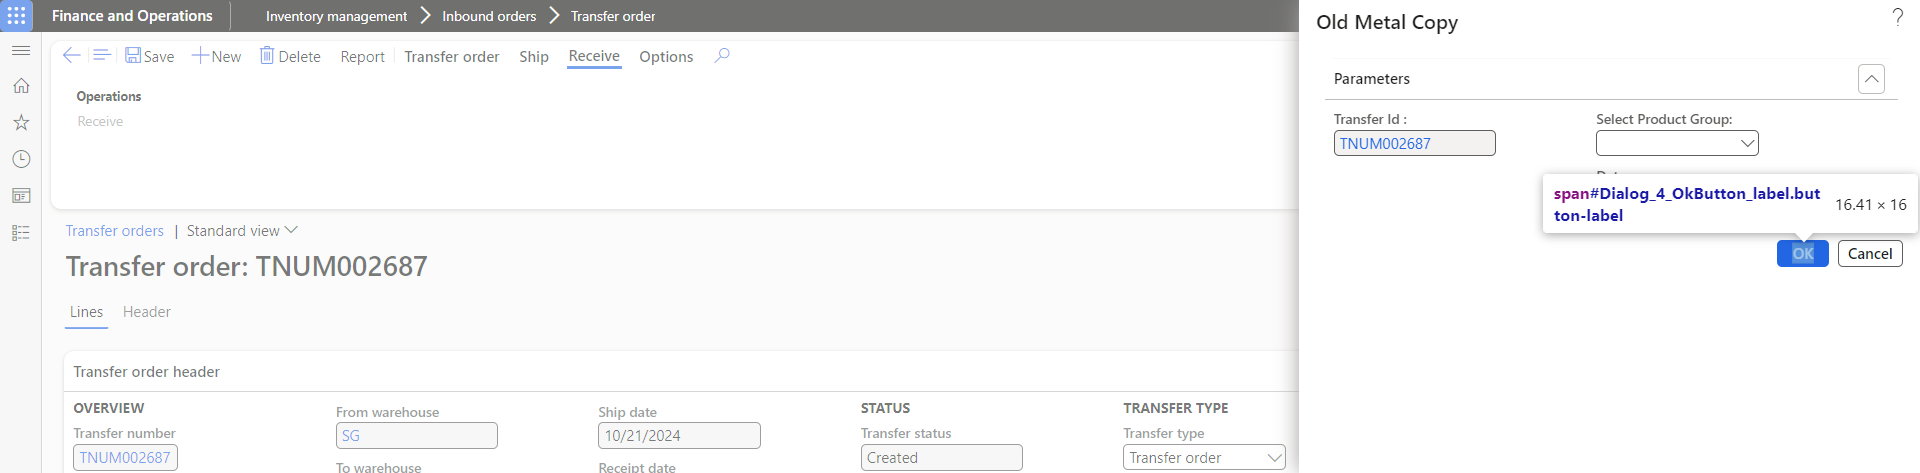 Finance and Operations
Inventory management > Inbound orders > Transfer order
Old Metal Copy
?
Save
New
Delete
Report
Transfer order
Ship
Receive
Options
Operations
Receive
Parameters
Transfer Id :
Select Product Group:
TNUM002687
span#Dialog_4_OkButton_label.but
ton-label
16.41 × 16
OK
Cancel
Transfer orders | Standard view
Transfer order: TNUM002687
Lines
Header
Transfer order header
OVERVIEW
Transfer number
TNUM002687
From warehouse
SG
To warehouse
Ship date
10/21/2024
Receipt date
STATUS
Transfer status
Created
TRANSFER TYPE
Transfer type
Transfer order